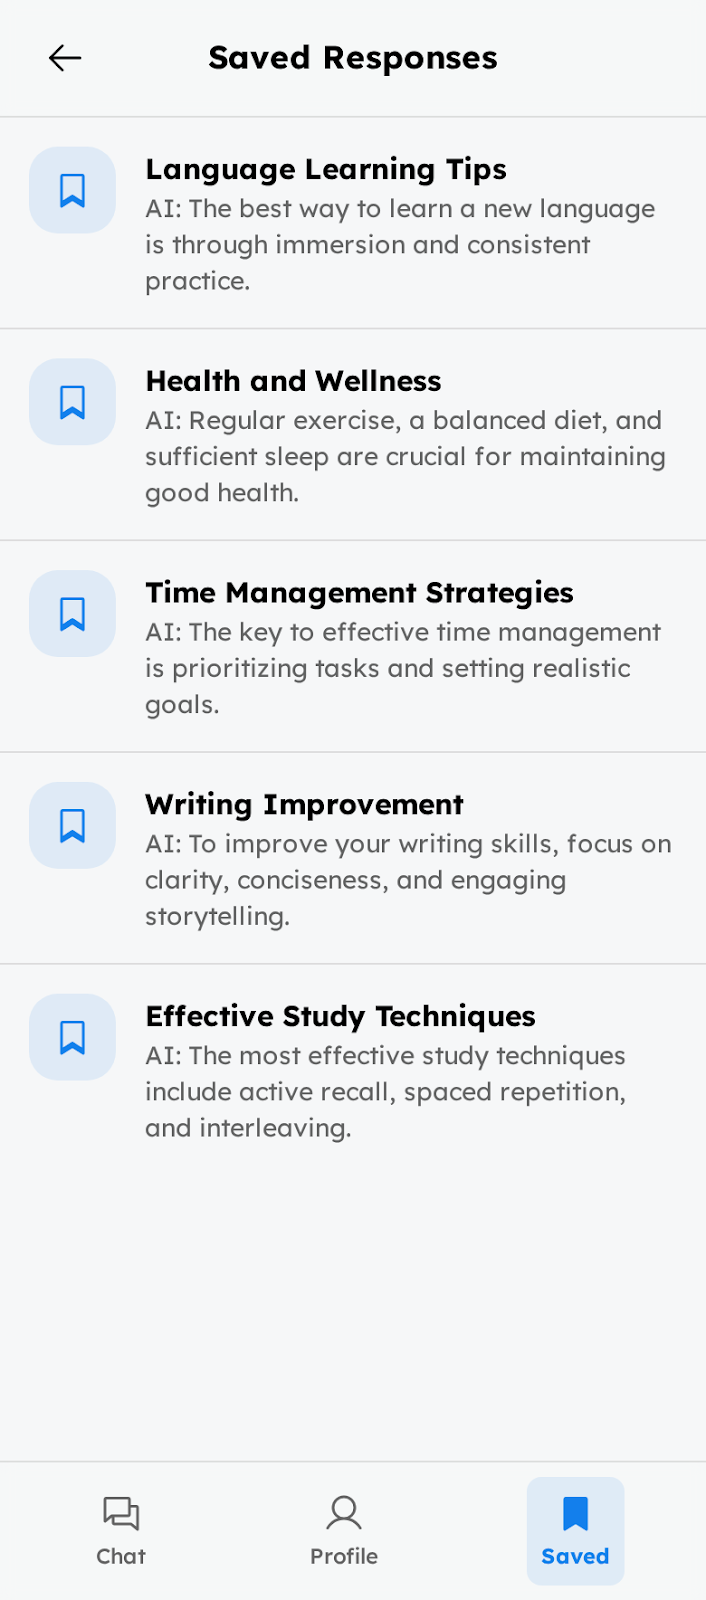 Saved Responses
Language Learning Tips
AI: The best way to learn a new language
is through immersion and consistent
practice.
Health and Wellness
AI: Regular exercise, a balanced diet, and
sufficient sleep are crucial for maintaining
good health.
Time Management Strategies
AI: The key to effective time management
is prioritizing tasks and setting realistic
goals.
Writing Improvement
AI: To improve your writing skills, focus on
clarity, conciseness, and engaging
storytelling.
Effective Study Techniques
AI: The most effective study techniques
include active recall, spaced repetition,
and interleaving.
Chat
Profile
Saved